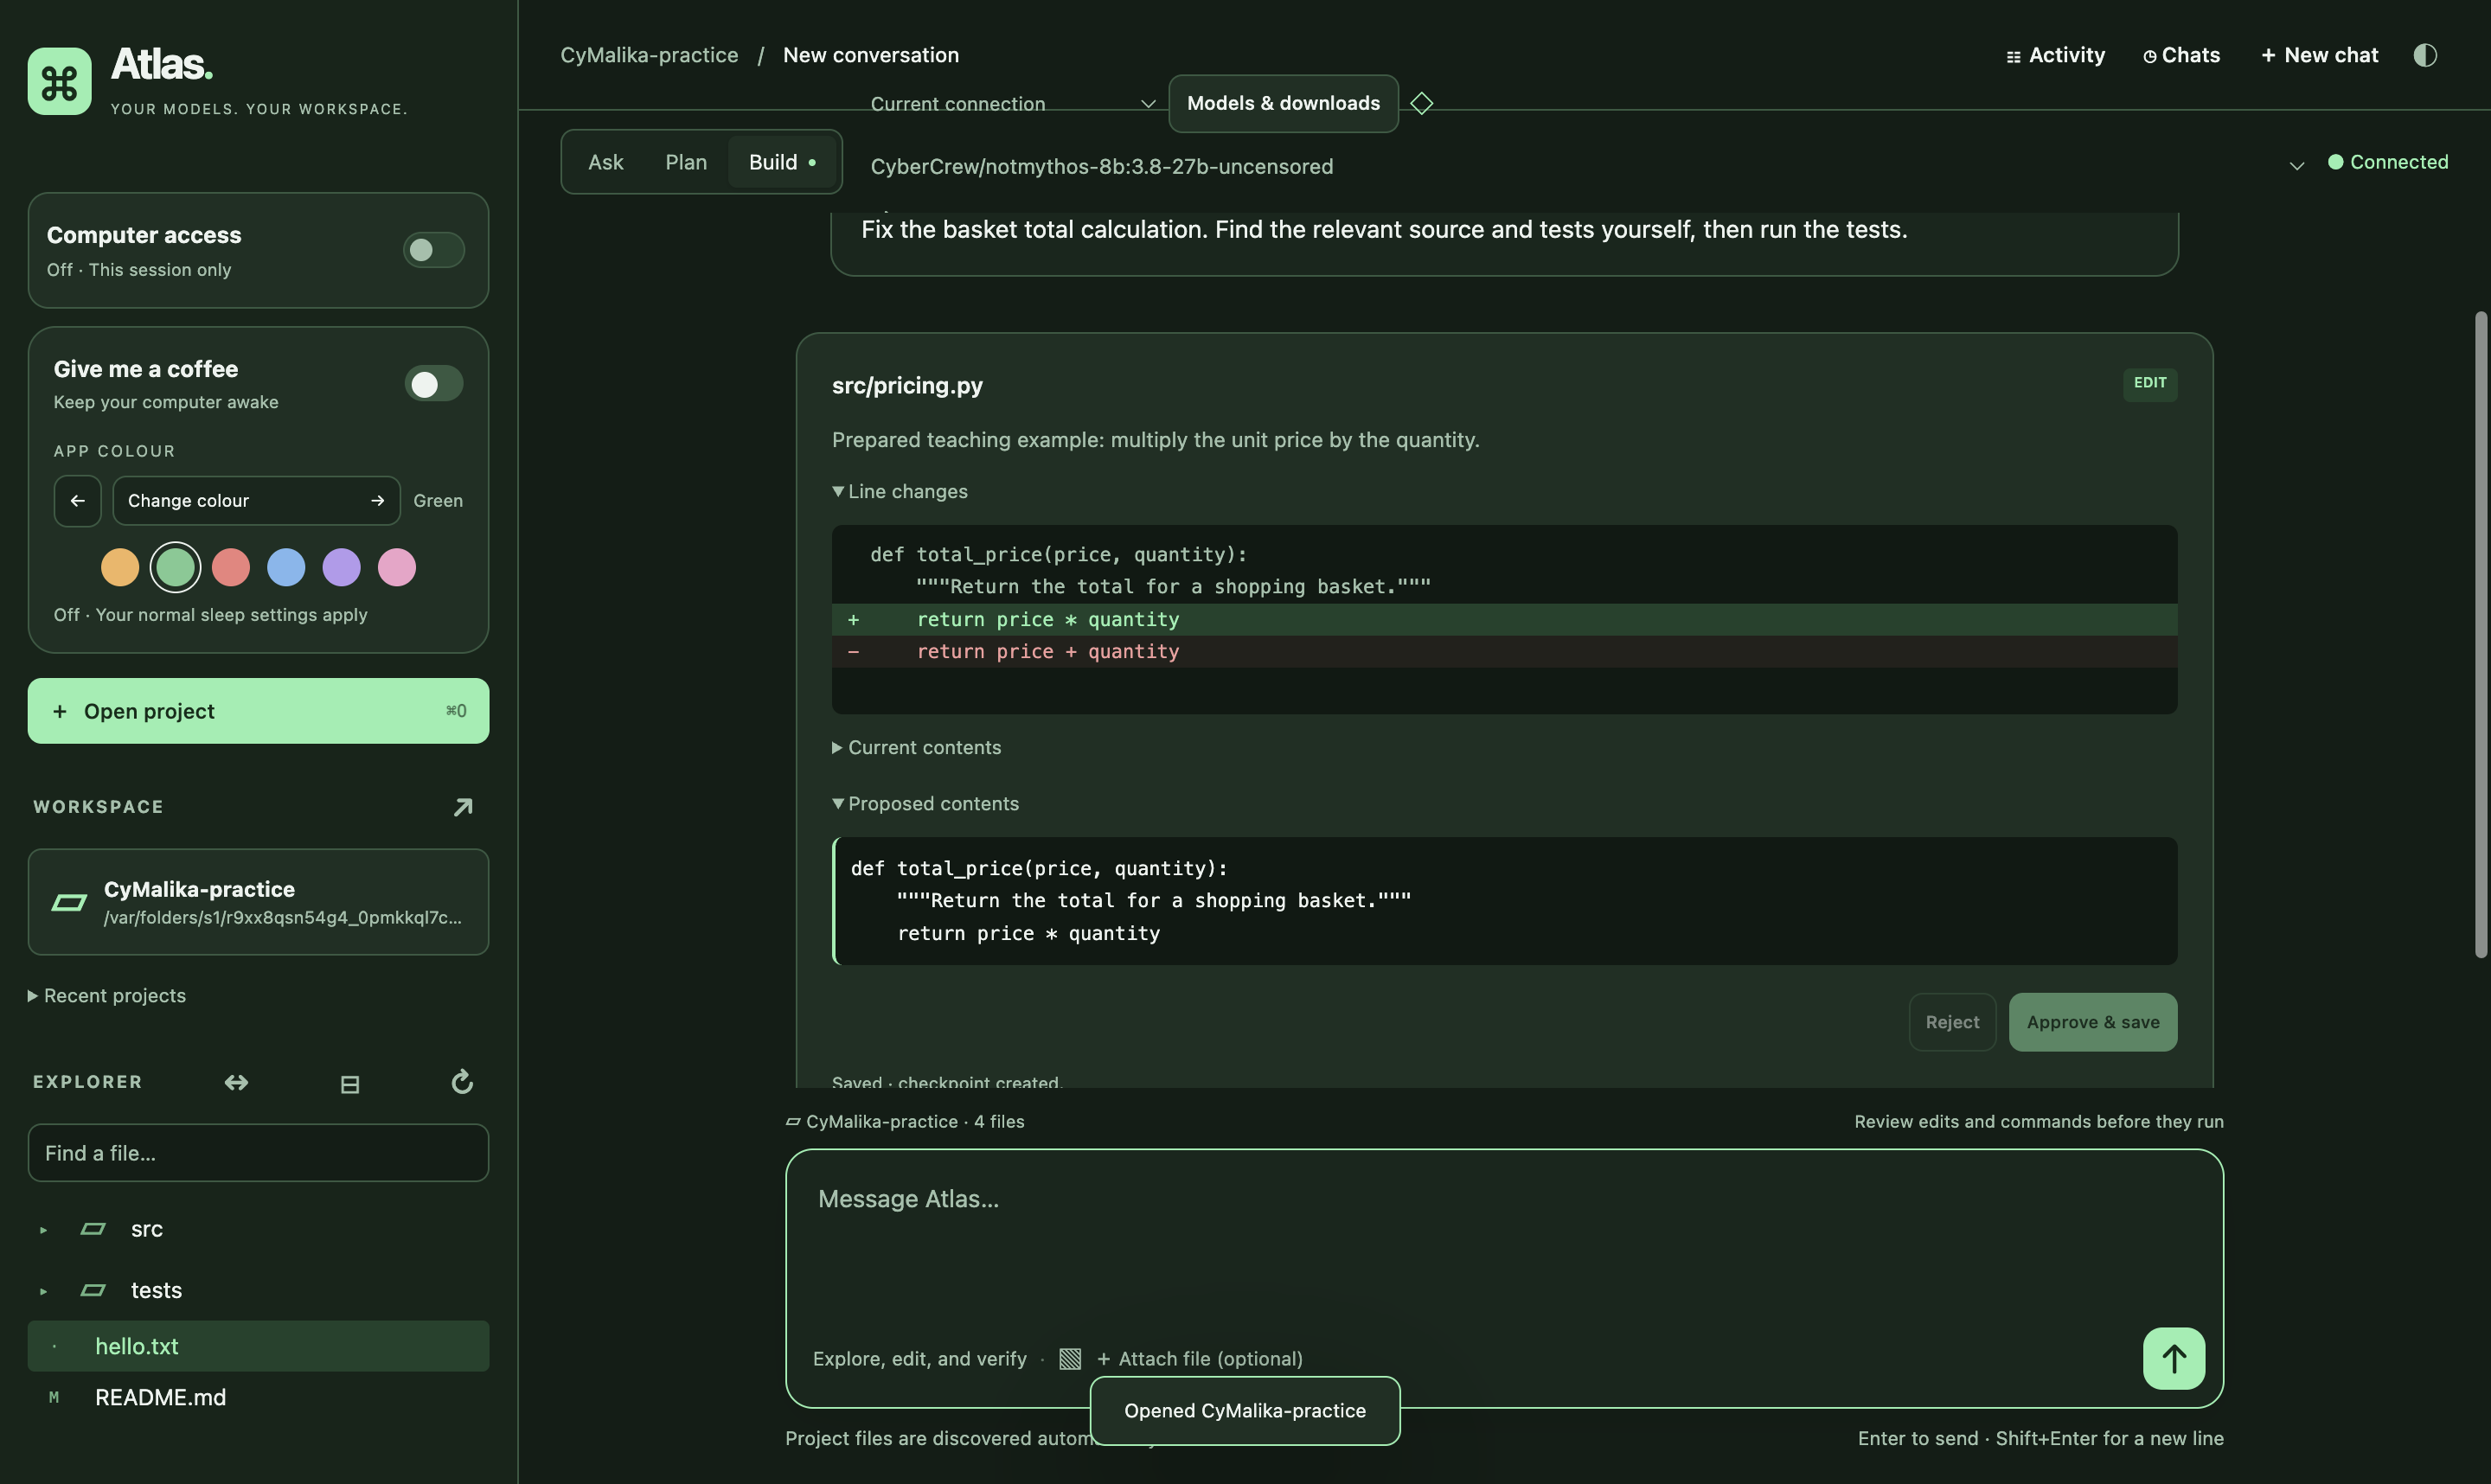 Atlas.
YOUR MODELS. YOUR WORKSPACE.
Computer access
Off · This session only
Give me a coffee
Keep your computer awake
APP COLOUR
← Change colour → Green
Off · Your normal sleep settings apply
+ Open project ⌘O
WORKSPACE
CyMalika-practice
/var/folders/s1/r9xx8qsn54g4_0pmkkql7c...
Recent projects
EXPLORER
Find a file...
src
tests
hello.txt
M README.md
CyMalika-practice / New conversation
Activity
Chats
+ New chat
Current connection
Models & downloads
Ask Plan Build
CyberCrew/notmythos-8b:3.8-27b-uncensored
Connected
Fix the basket total calculation. Find the relevant source and tests yourself, then run the tests.
src/pricing.py
EDIT
Prepared teaching example: multiply the unit price by the quantity.
Line changes
def total_price(price, quantity):
"""Return the total for a shopping basket."""
+ return price * quantity
− return price + quantity
Current contents
Proposed contents
def total_price(price, quantity):
"""Return the total for a shopping basket."""
return price * quantity
Reject
Approve & save
Saved · checkpoint created.
CyMalika-practice · 4 files
Review edits and commands before they run
Message Atlas...
Explore, edit, and verify · + Attach file (optional)
Opened CyMalika-practice
Project files are discovered
Enter to send · Shift+Enter for a new line